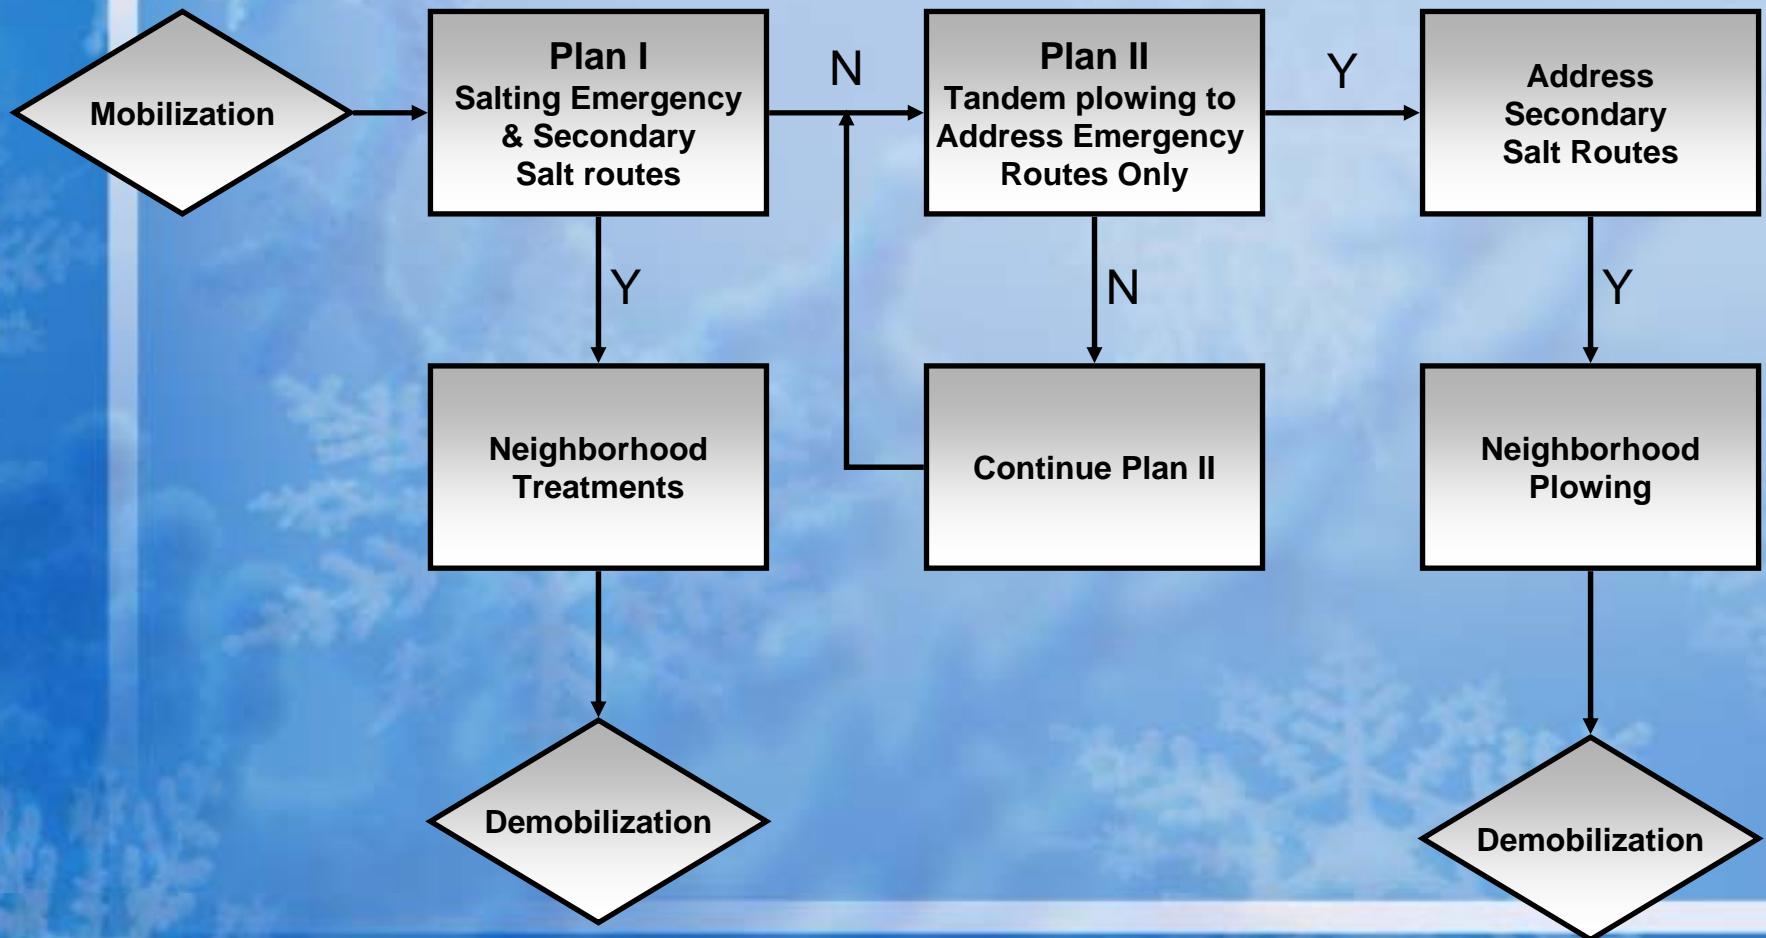 Mobilization
Plan I
Salting Emergency
& Secondary
Salt routes
N
Plan II
Tandem plowing to
Address Emergency
Routes Only
Y
Address
Secondary
Salt Routes
Y
N
Y
Neighborhood
Treatments
Continue Plan II
Neighborhood
Plowing
Demobilization
Demobilization